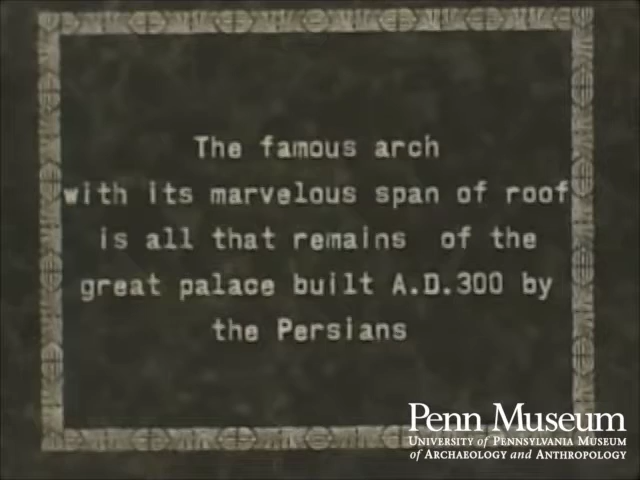 The famous arch
with its marvelous span of roof
is all that remains of the
great palace built A.D.300 by
the Persians
Penn Museum
UNIVERSITY of PENNSYLVANIA MUSEUM
of ARCHAEOLOGY and ANTHROPOLOGY